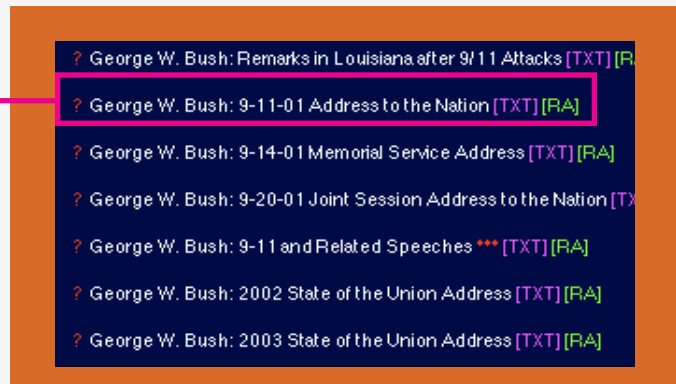 ? George W. Bush: Remarks in Louisiana after 9/11 Attacks [TXT] [R
? George W. Bush: 9-11-01 Address to the Nation [TXT] [RA]
? George W. Bush: 9-14-01 Memorial Service Address [TXT] [RA]
? George W. Bush: 9-20-01 Joint Session Address to the Nation [TX
? George W. Bush: 9-11 and Related Speeches *** [TXT] [RA]
? George W. Bush: 2002 State of the Union Address [TXT] [RA]
? George W. Bush: 2003 State of the Union Address [TXT] [RA]